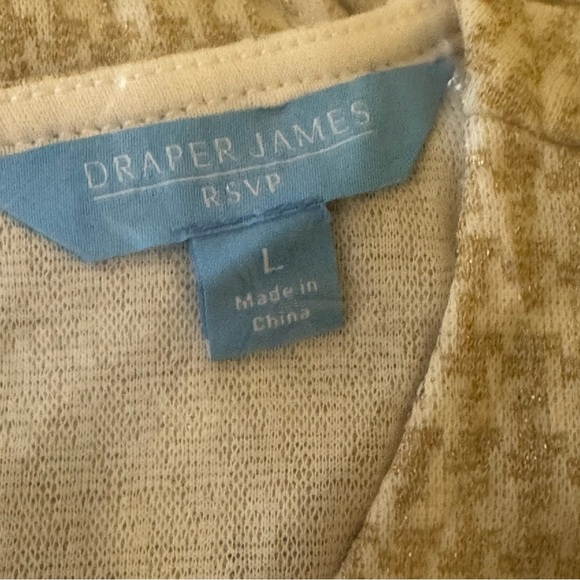 DRAPER JAMES
RSVP
L
Made in
China